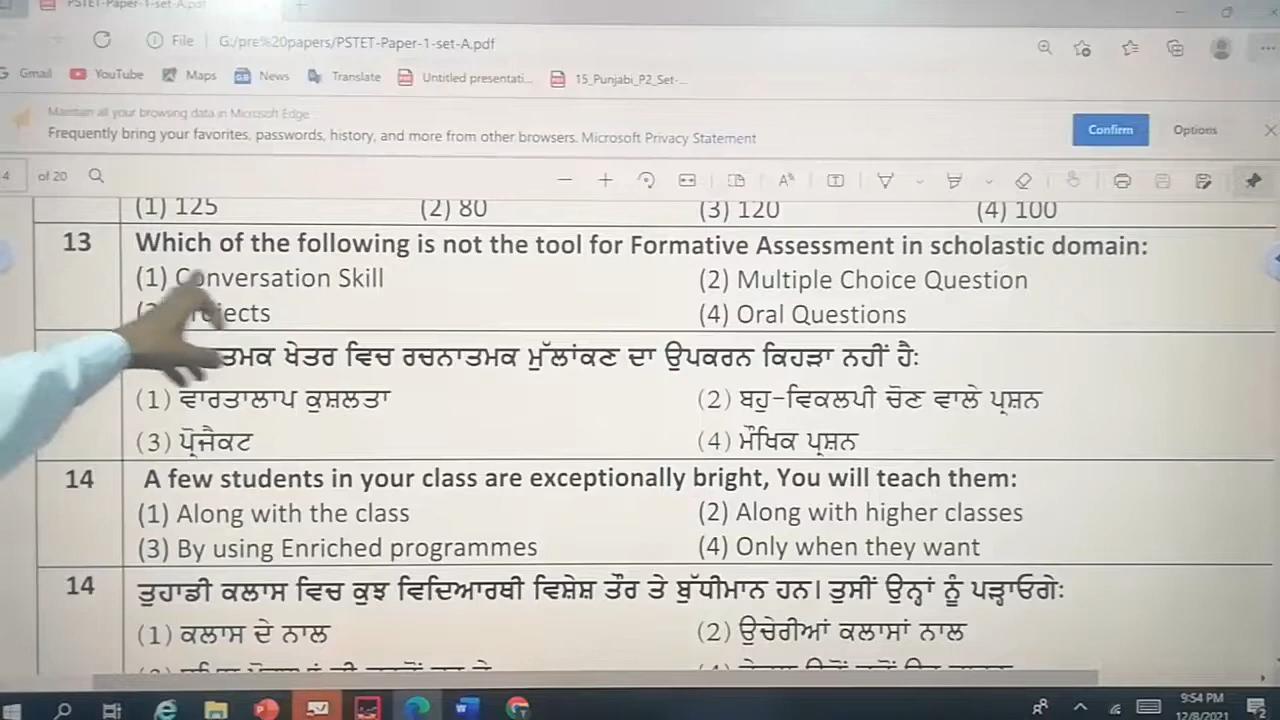 PSTET-Paper-1-set-A.pdf
File G:/pre%20papers/PSTET-Paper-1-set-A.pdf
Gmail YouTube Maps News Translate Untitled presentati... 15_Punjabi_P2_Set-...
Maintain all your browsing data in Microsoft Edge
Frequently bring your favorites, passwords, history, and more from other browsers. Microsoft Privacy Statement Confirm Options
4 of 20
(1) 125 (2) 80 (3) 120 (4) 100
13 Which of the following is not the tool for Formative Assessment in scholastic domain:
(1) Conversation Skill (2) Multiple Choice Question
(4) Oral Questions
ਖੇਤਰ ਵਿਚ ਰਚਨਾਤਮਕ ਮੁੱਲਾਂਕਣ ਦਾ ਉਪਕਰਨ ਕਿਹੜਾ ਨਹੀਂ ਹੈਃ
(1) ਵਾਰਤਾਲਾਪ ਕੁਸ਼ਲਤਾ (2) ਬਹੁ-ਵਿਕਲਪੀ ਚੋਣ ਵਾਲੇ ਪ੍ਰਸ਼ਨ
(3) ਪ੍ਰੋਜੈਕਟ (4) ਮੌਖਿਕ ਪ੍ਰਸ਼ਨ
14 A few students in your class are exceptionally bright, You will teach them:
(1) Along with the class (2) Along with higher classes
(3) By using Enriched programmes (4) Only when they want
14 ਤੁਹਾਡੀ ਕਲਾਸ ਵਿਚ ਕੁਝ ਵਿਦਿਆਰਥੀ ਵਿਸ਼ੇਸ਼ ਤੌਰ ਤੇ ਬੁੱਧੀਮਾਨ ਹਨ। ਤੁਸੀਂ ਉਨ੍ਹਾਂ ਨੂੰ ਪੜ੍ਹਾਓਗੇਃ
(1) ਕਲਾਸ ਦੇ ਨਾਲ (2) ਉਚੇਰੀਆਂ ਕਲਾਸਾਂ ਨਾਲ
9:54 PM
12/8/2021